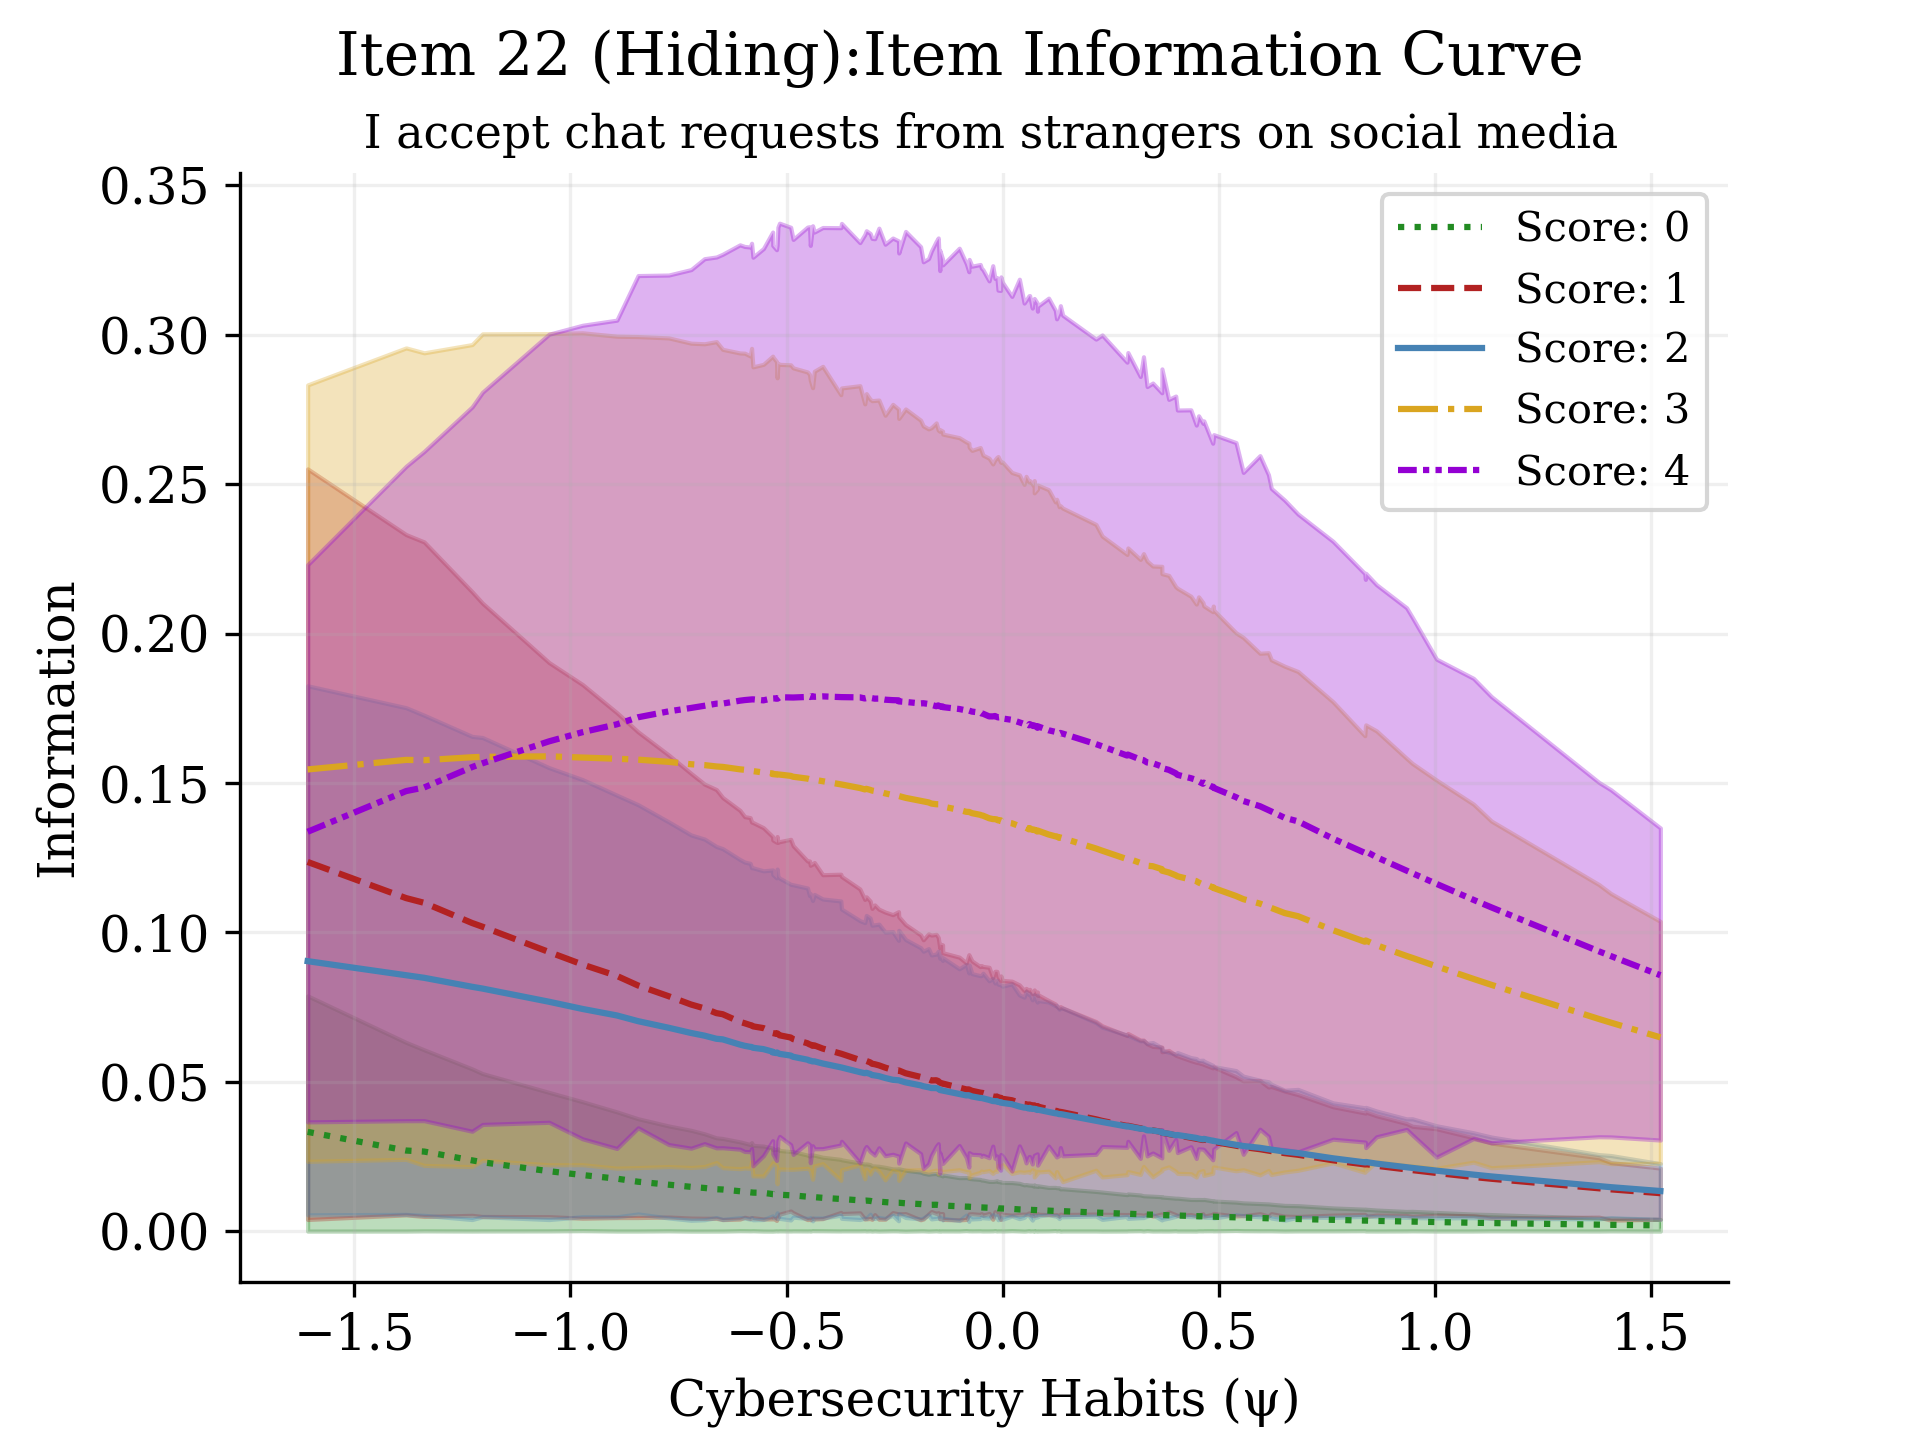 Item 22 (Hiding):Item Information Curve
I accept chat requests from strangers on social media
0.35
0.30
0.25
0.20
0.15
0.10
0.05
0.00
Information
Score: 0
Score: 1
Score: 2
Score: 3
Score: 4
−1.5 −1.0 −0.5 0.0 0.5 1.0 1.5
Cybersecurity Habits (ψ)